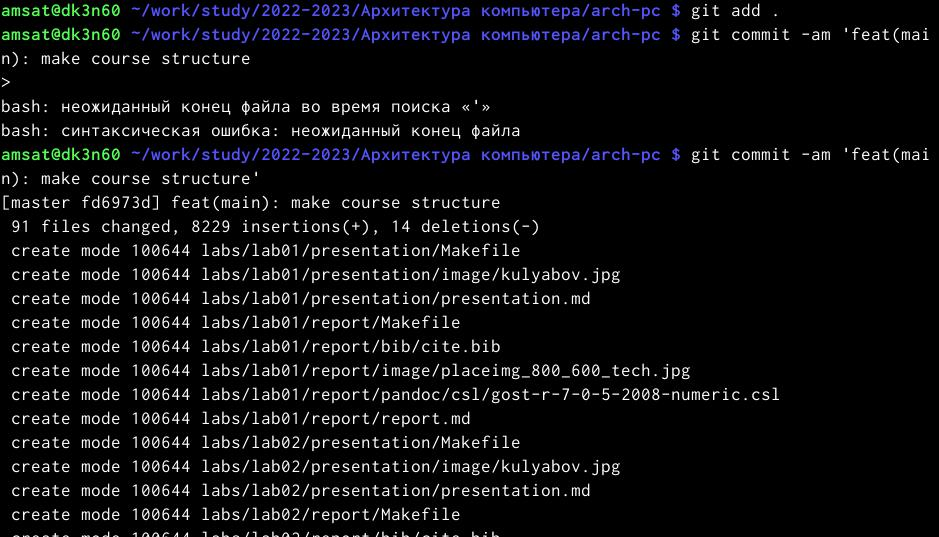 amsat@dk3n60 ~/work/study/2022-2023/Архитектура компьютера/arch-pc $ git add .
amsat@dk3n60 ~/work/study/2022-2023/Архитектура компьютера/arch-pc $ git commit -am 'feat(mai
n): make course structure
>
bash: неожиданный конец файла во время поиска «'»
bash: синтаксическая ошибка: неожиданный конец файла
amsat@dk3n60 ~/work/study/2022-2023/Архитектура компьютера/arch-pc $ git commit -am 'feat(mai
n): make course structure'
[master fd6973d] feat(main): make course structure
91 files changed, 8229 insertions(+), 14 deletions(-)
create mode 100644 labs/lab01/presentation/Makefile
create mode 100644 labs/lab01/presentation/image/kulyabov.jpg
create mode 100644 labs/lab01/presentation/presentation.md
create mode 100644 labs/lab01/report/Makefile
create mode 100644 labs/lab01/report/bib/cite.bib
create mode 100644 labs/lab01/report/image/placeimg_800_600_tech.jpg
create mode 100644 labs/lab01/report/pandoc/csl/gost-r-7-0-5-2008-numeric.csl
create mode 100644 labs/lab01/report/report.md
create mode 100644 labs/lab02/presentation/Makefile
create mode 100644 labs/lab02/presentation/image/kulyabov.jpg
create mode 100644 labs/lab02/presentation/presentation.md
create mode 100644 labs/lab02/report/Makefile
create mode 100644 labs/lab02/report/bib/cite.bib